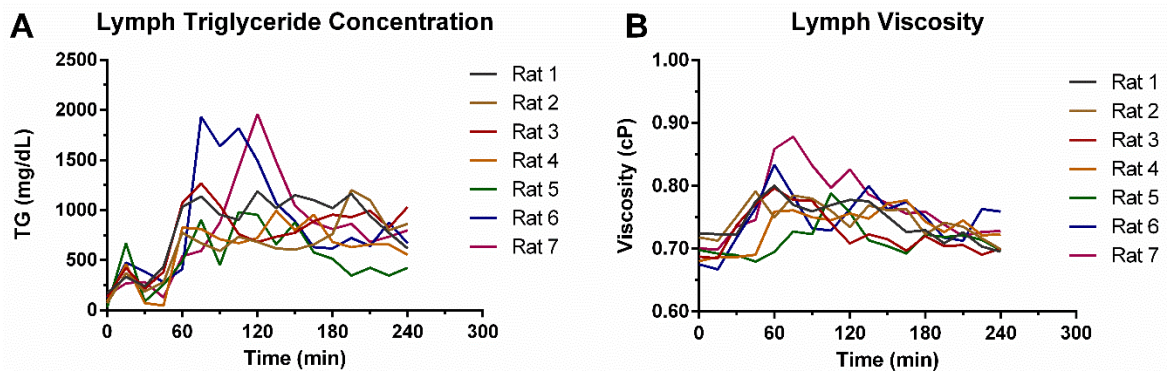 A
Lymph Triglyceride Concentration
TG (mg/dL)
2500
2000
1500
1000
500
0
0 60 120 180 240 300
Time (min)
Rat 1
Rat 2
Rat 3
Rat 4
Rat 5
Rat 6
Rat 7
B
Lymph Viscosity
Viscosity (cP)
1.00
0.90
0.80
0.70
0.60
0 60 120 180 240 300
Time (min)
Rat 1
Rat 2
Rat 3
Rat 4
Rat 5
Rat 6
Rat 7